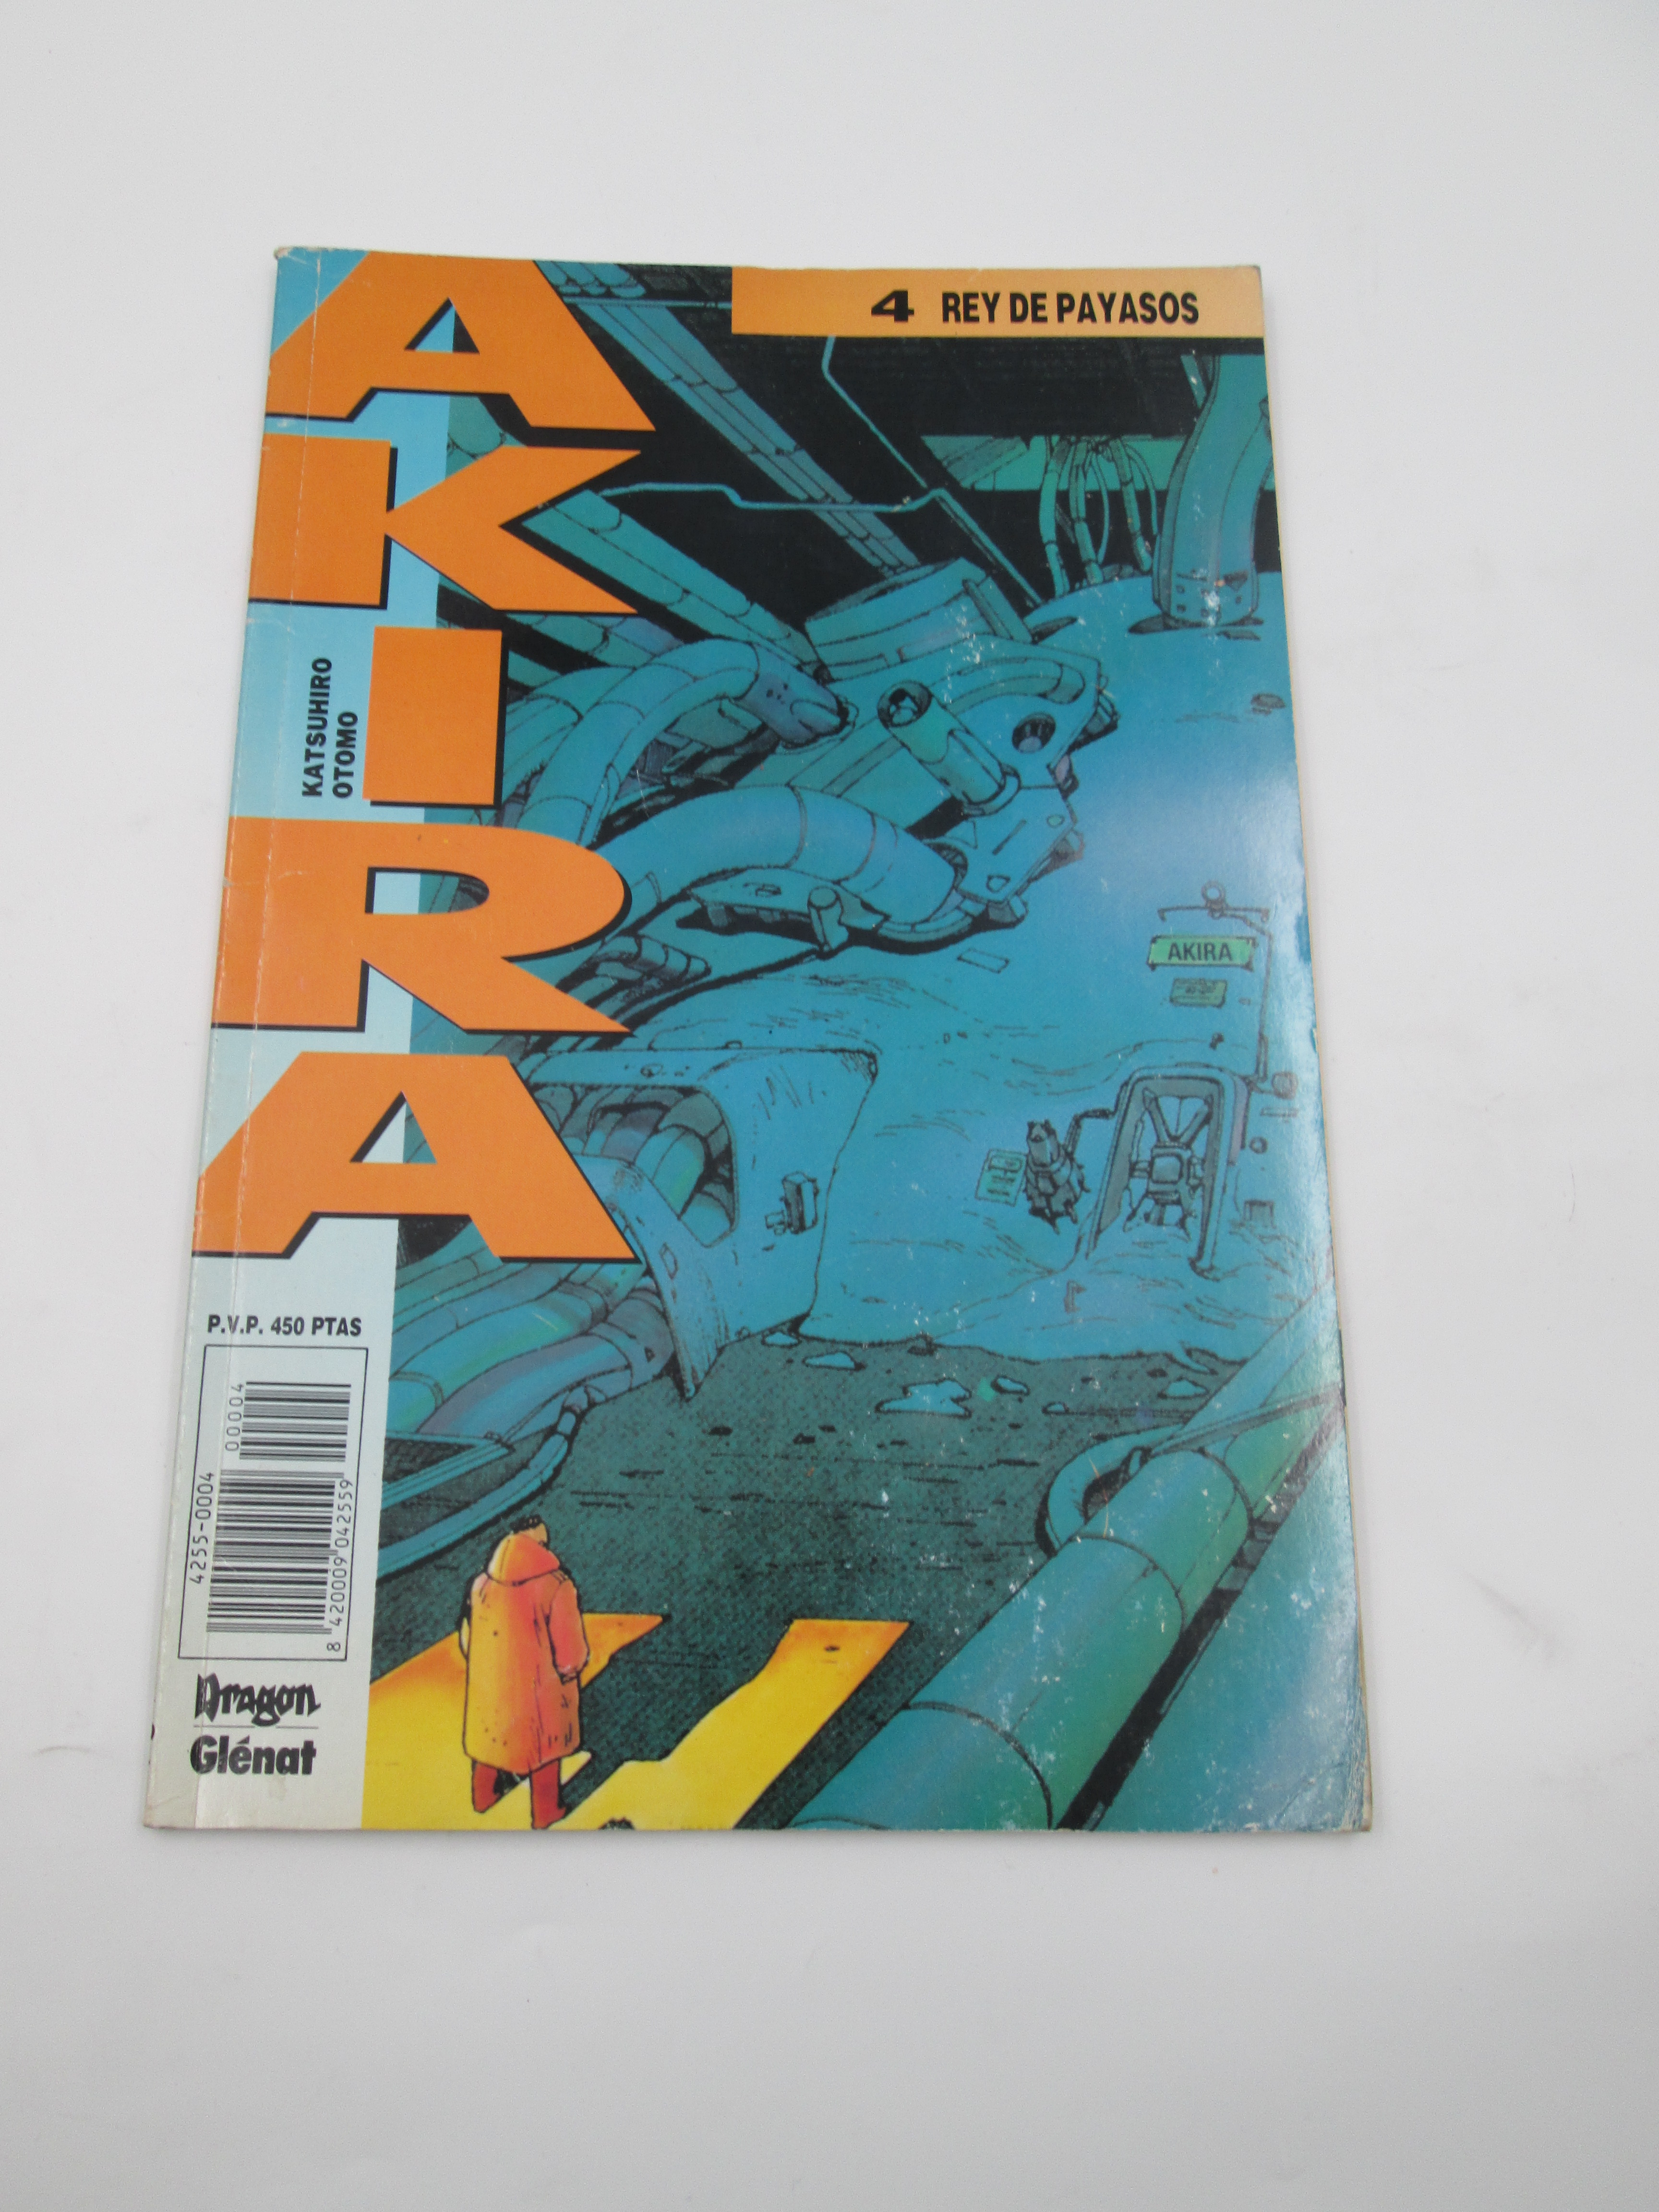 4 REY DE PAYASOS
AKIRA
KATSUHIRO
OTOMO
AKIRA
P.V.P. 450 PTAS
00004
4255-0004
8 420009 042559
Dragon
Glénat